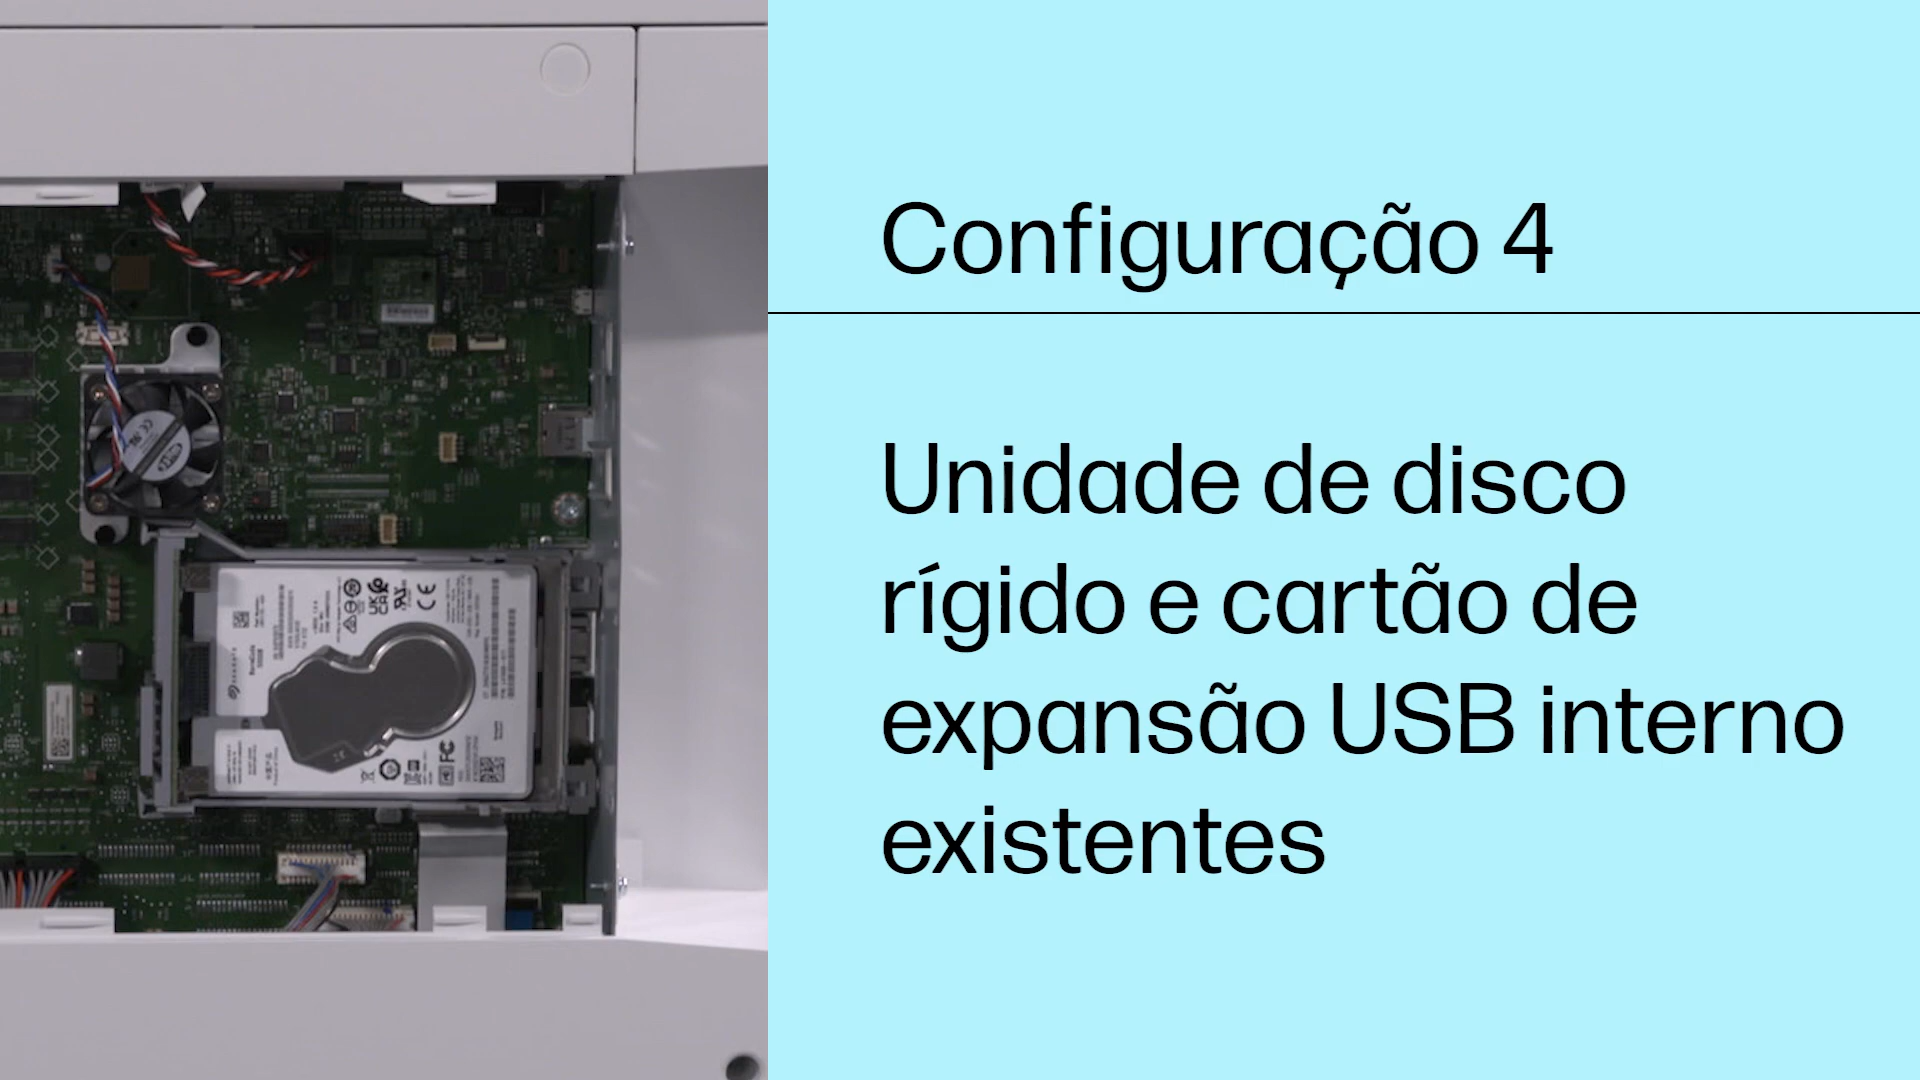 Configuração 4
Unidade de disco
rígido e cartão de
expansão USB interno
existentes